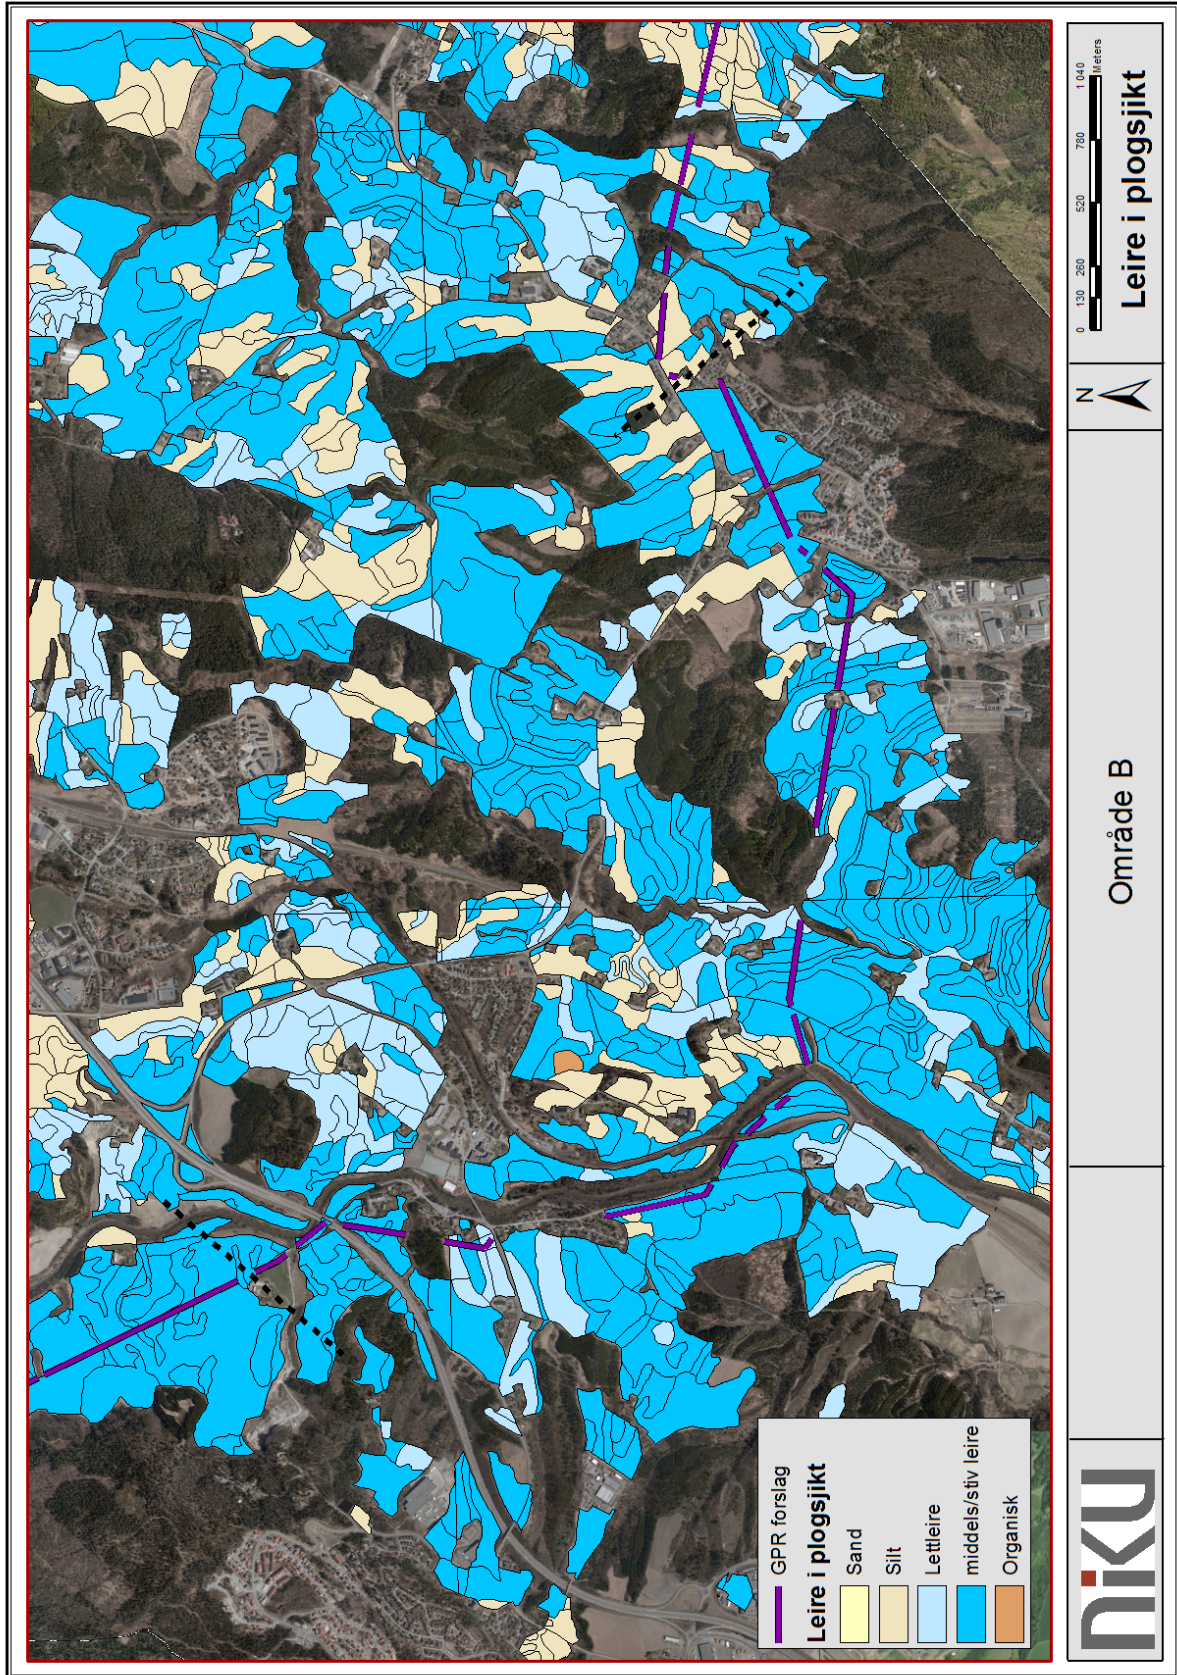 GPR forslag
Leire i plogsjikt
Sand
Silt
Lettleire
middels/stiv leire
Organisk
niku
Område B
N
0 130 260 520 780 1 040
Meters
Leire i plogsjikt